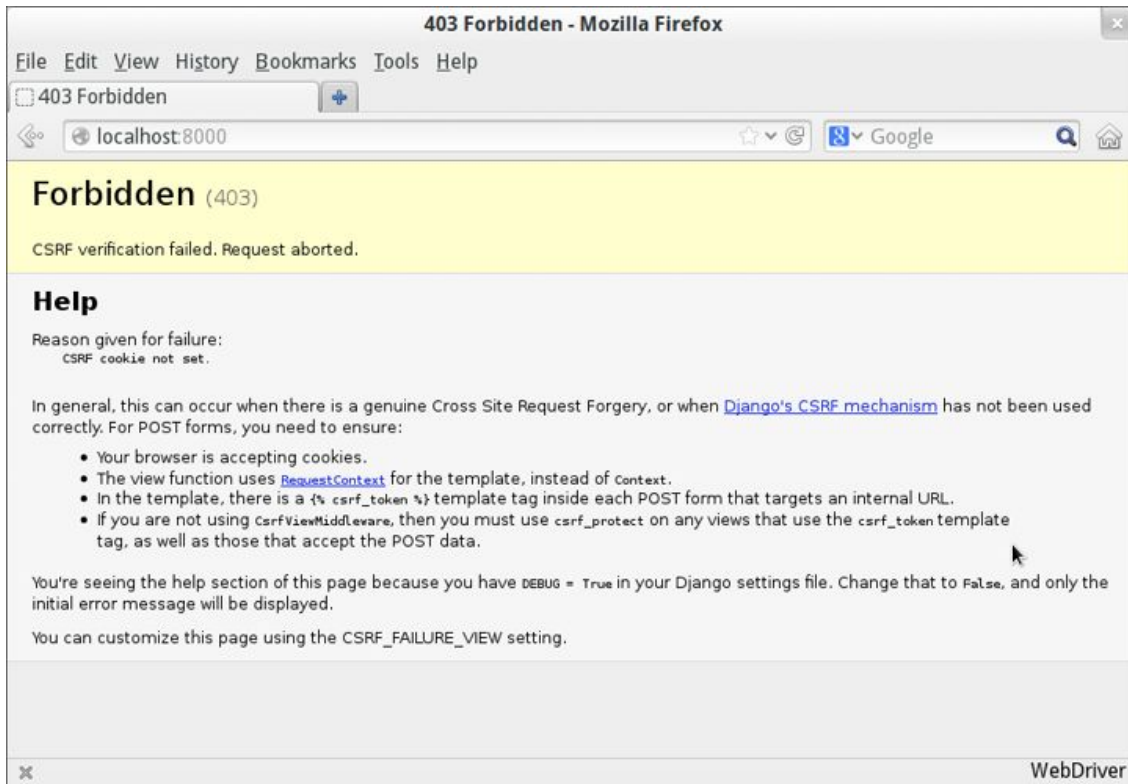 403 Forbidden - Mozilla Firefox
File Edit View History Bookmarks Tools Help
403 Forbidden
localhost:8000
Google
Forbidden (403)
CSRF verification failed. Request aborted.
Help
Reason given for failure:
CSRF cookie not set.
In general, this can occur when there is a genuine Cross Site Request Forgery, or when Django's CSRF mechanism has not been used
correctly. For POST forms, you need to ensure:
• Your browser is accepting cookies.
• The view function uses RequestContext for the template, instead of Context.
• In the template, there is a {% csrf_token %} template tag inside each POST form that targets an internal URL.
• If you are not using CsrfViewMiddleware, then you must use csrf_protect on any views that use the csrf_token template
tag, as well as those that accept the POST data.
You're seeing the help section of this page because you have DEBUG = True in your Django settings file. Change that to False, and only the
initial error message will be displayed.
You can customize this page using the CSRF_FAILURE_VIEW setting.
WebDriver